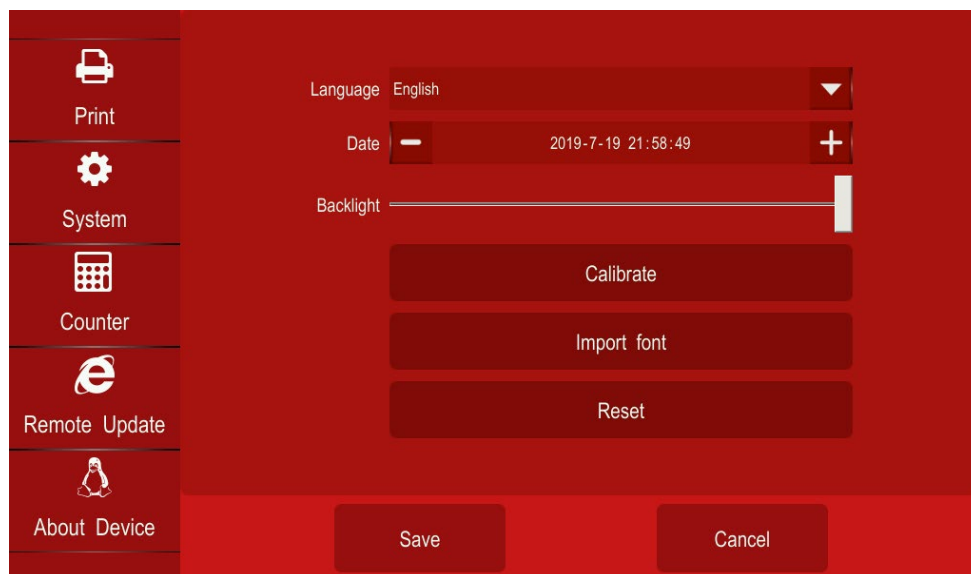 Print
System
Counter
Remote Update
About Device
Language English
Date 2019-7-19 21:58:49
Backlight
Calibrate
Import font
Reset
Save Cancel